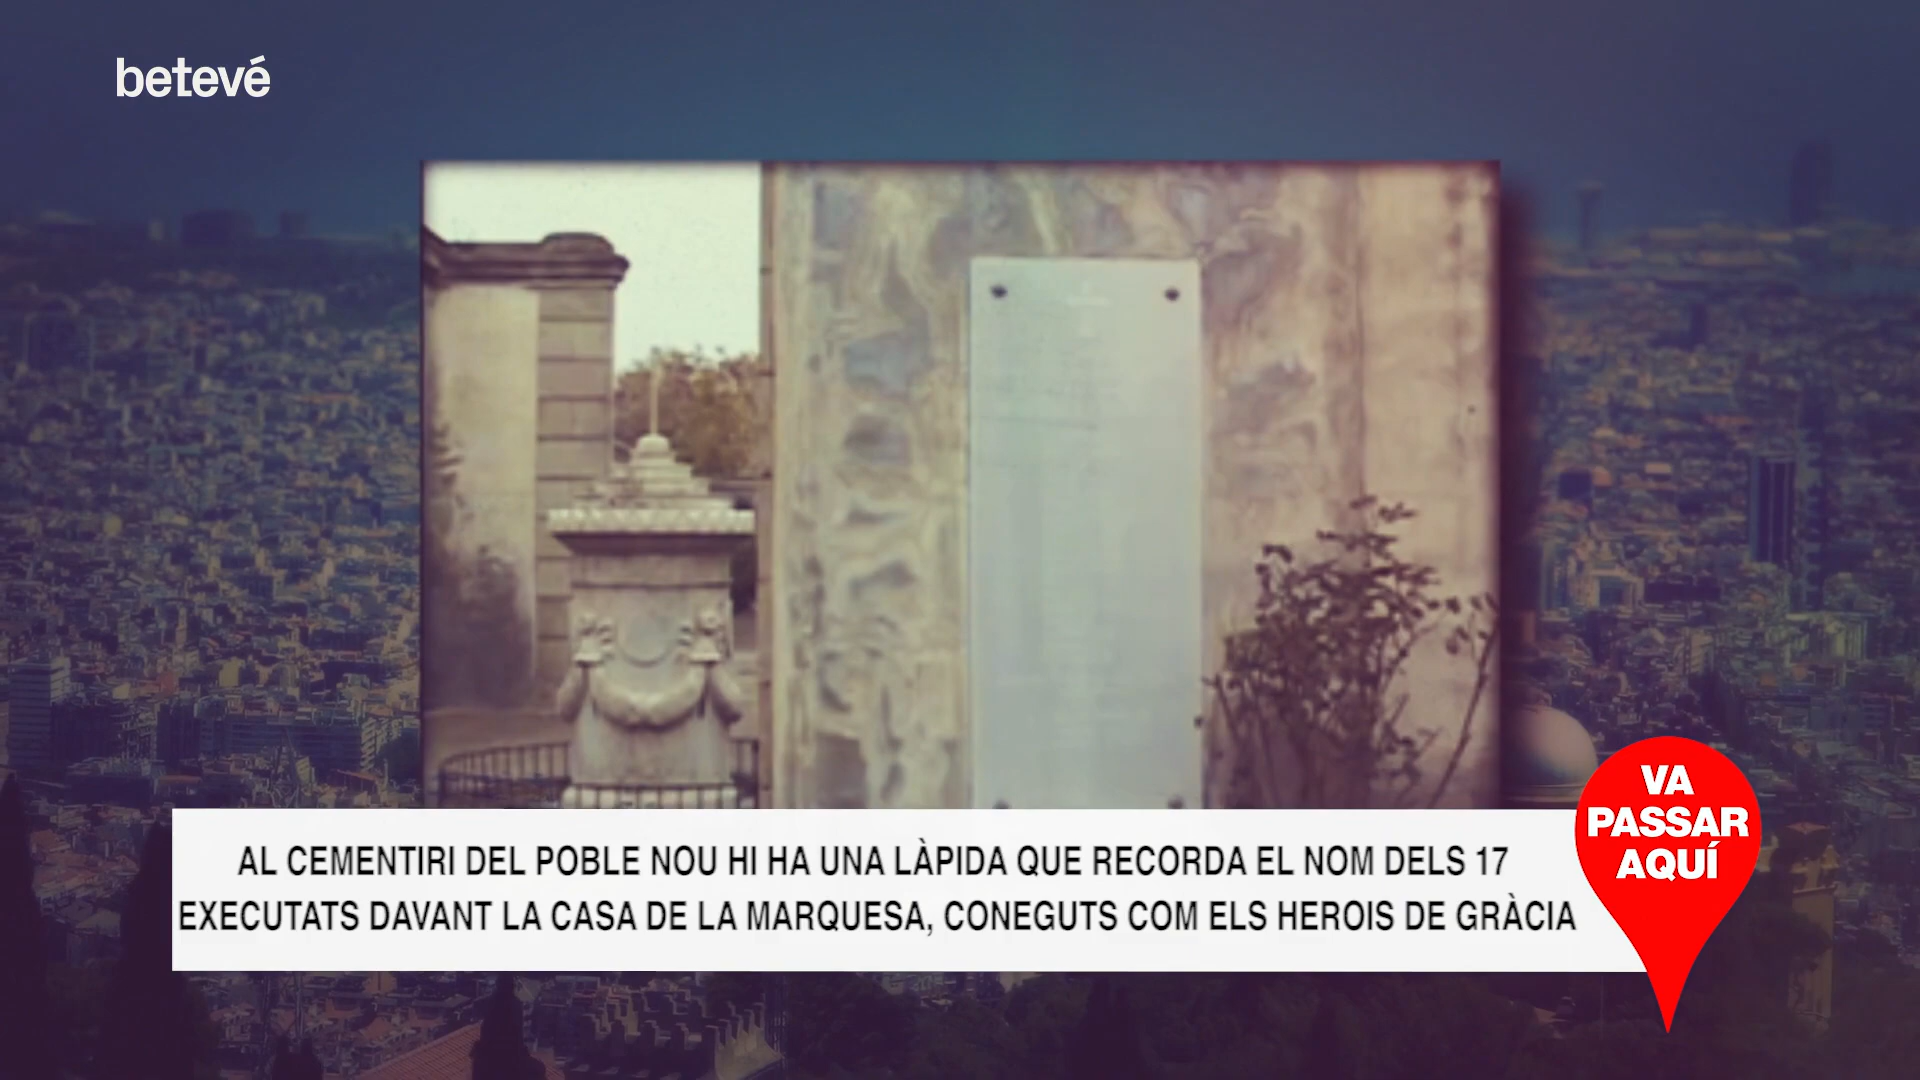 betevé
AL CEMENTIRI DEL POBLE NOU HI HA UNA LÀPIDA QUE RECORDA EL NOM DELS 17
EXECUTATS DAVANT LA CASA DE LA MARQUESA, CONEGUTS COM ELS HEROIS DE GRÀCIA
VA
PASSAR
AQUÍ